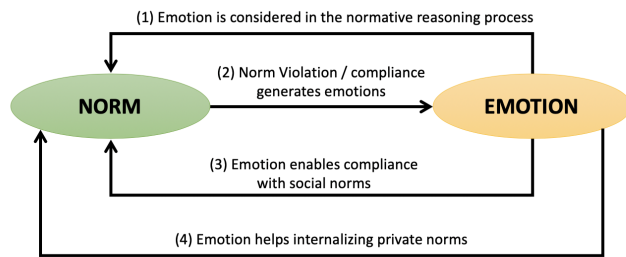 (1) Emotion is considered in the normative reasoning process
(2) Norm Violation / compliance
generates emotions
NORM
EMOTION
(3) Emotion enables compliance
with social norms
(4) Emotion helps internalizing private norms